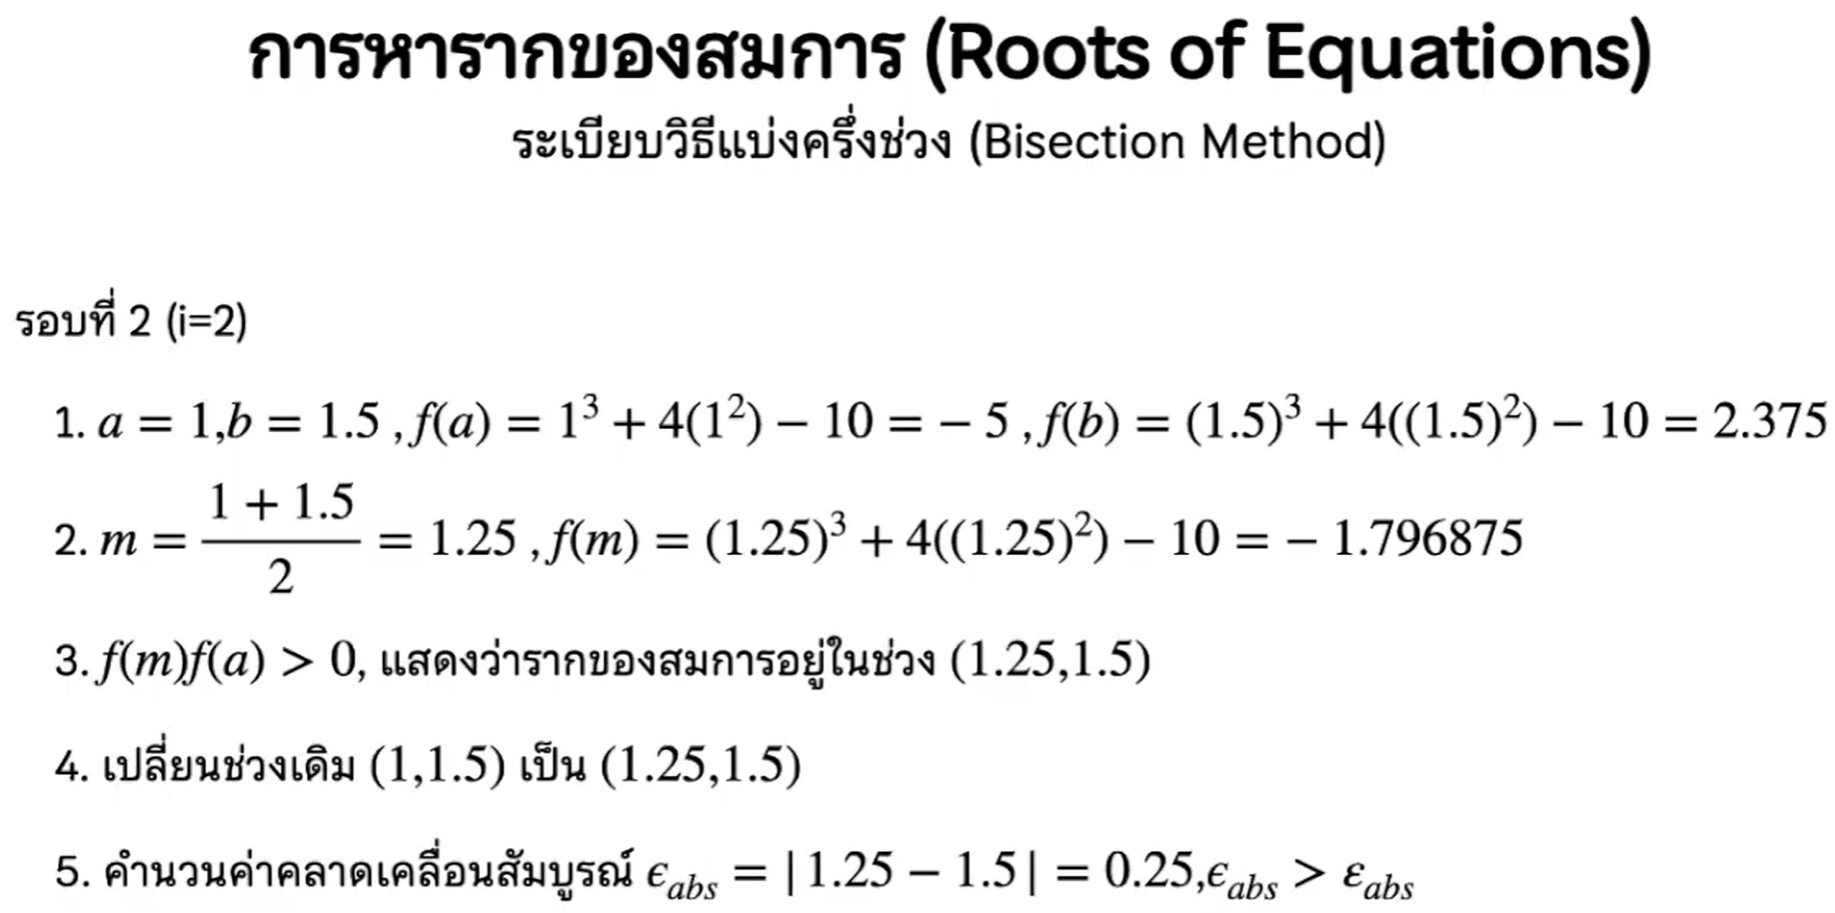 การหารากของสมการ (Roots of Equations)
ระเบียบวิธีแบ่งครึ่งช่วง (Bisection Method)
รอบที่ 2 (i=2)
1. a = 1,b = 1.5 ,f(a) = 1³ + 4(1²) − 10 = − 5 ,f(b) = (1.5)³ + 4((1.5)²) − 10 = 2.375
2. m = (1 + 1.5)/2 = 1.25 ,f(m) = (1.25)³ + 4((1.25)²) − 10 = − 1.796875
3. f(m)f(a) > 0, แสดงว่ารากของสมการอยู่ในช่วง (1.25,1.5)
4. เปลี่ยนช่วงเดิม (1,1.5) เป็น (1.25,1.5)
5. คำนวนค่าคลาดเคลื่อนสัมบูรณ์ ϵ_abs = | 1.25 − 1.5 | = 0.25,ϵ_abs > ε_abs